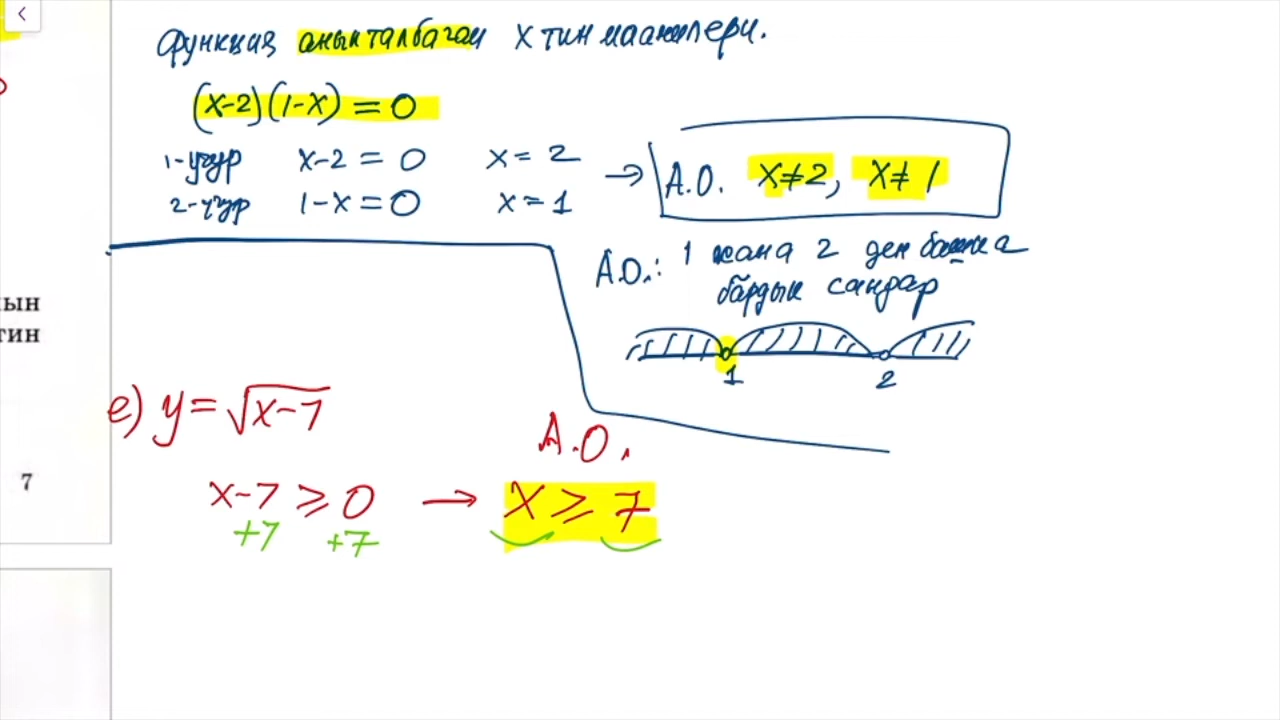 функция аныкталбаган х тин маанилери.
(x-2)(1-x) = 0
1-учур x-2 = 0 x = 2
2-учур 1-x = 0 x = 1
→ А.О. x≠2, x≠1
А.О.: 1 жана 2 ден башка
бардык сандар
1 2
ын
тин
7
e) y = √x-7
А.О.
x-7 ≥ 0 → x ≥ 7
+7 +7